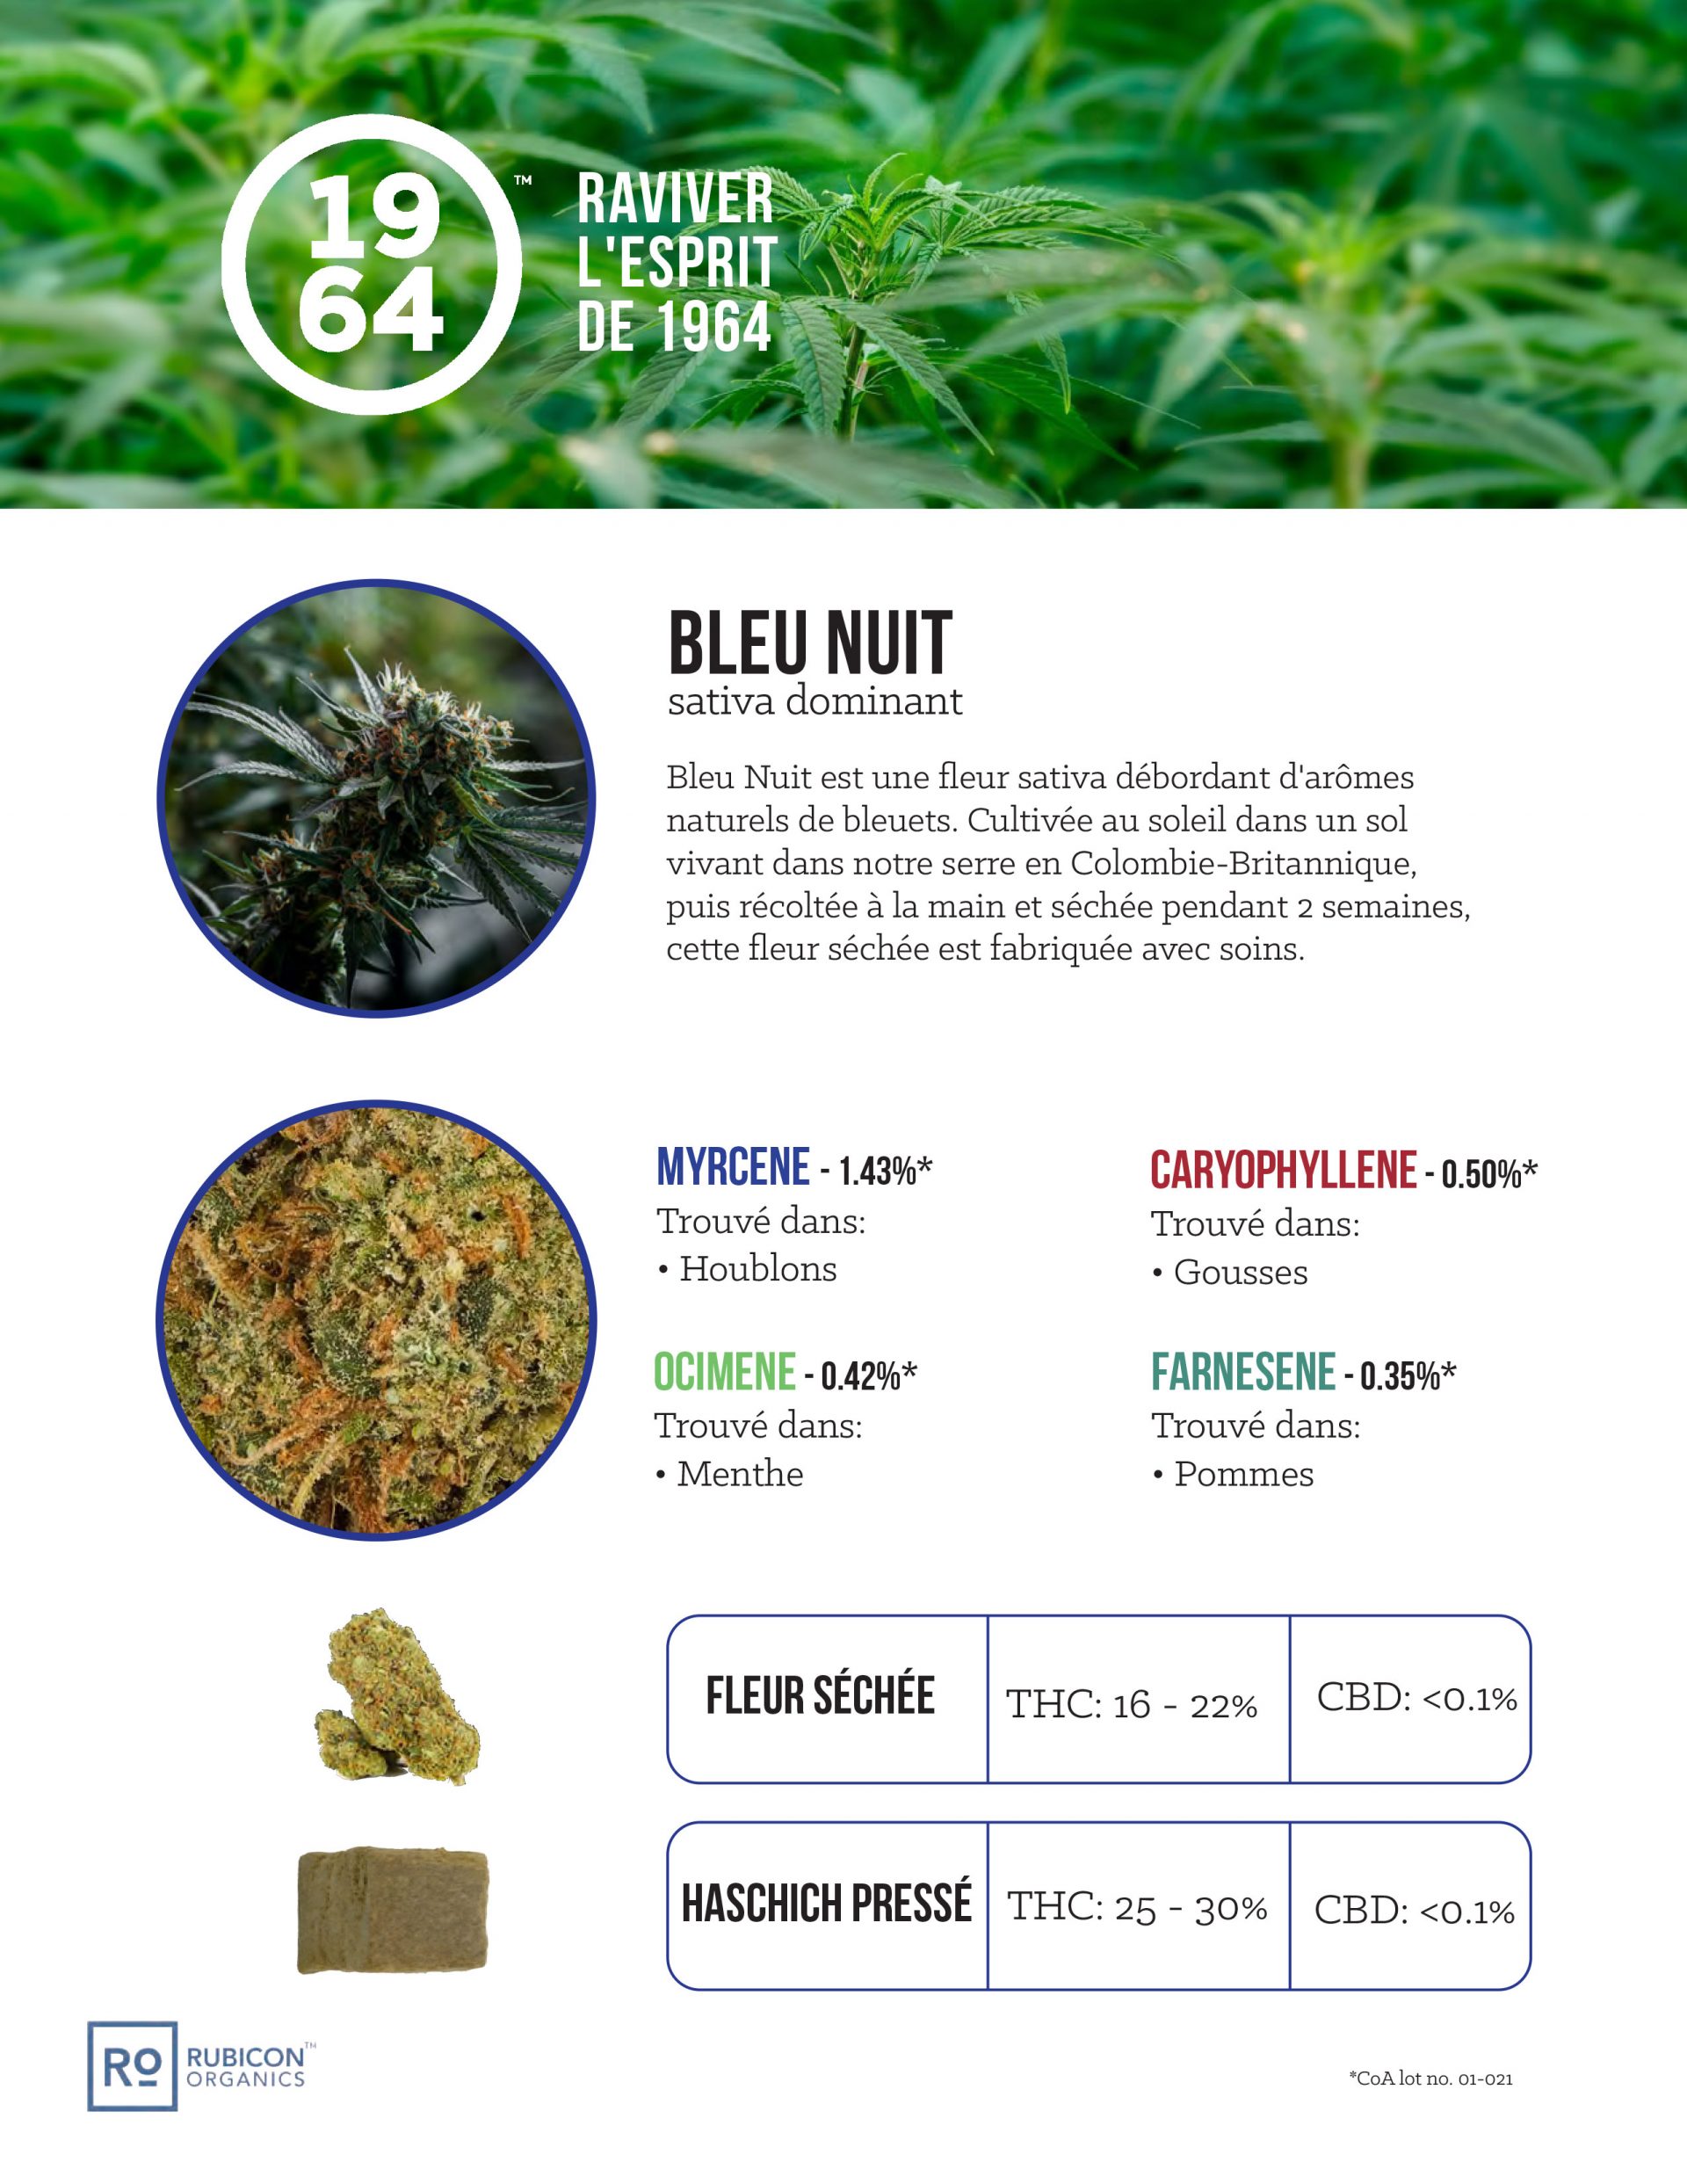 19
64
™
RAVIVER
L'ESPRIT
DE 1964
BLEU NUIT
sativa dominant
Bleu Nuit est une fleur sativa débordant d'arômes
naturels de bleuets. Cultivée au soleil dans un sol
vivant dans notre serre en Colombie-Britannique,
puis récoltée à la main et séchée pendant 2 semaines,
cette fleur séchée est fabriquée avec soins.
MYRCENE - 1.43%*
Trouvé dans:
• Houblons
CARYOPHYLLENE - 0.50%*
Trouvé dans:
• Gousses
OCIMENE - 0.42%*
Trouvé dans:
• Menthe
FARNESENE - 0.35%*
Trouvé dans:
• Pommes
FLEUR SÉCHÉE THC: 16 - 22% CBD: <0.1%
HASCHICH PRESSÉ THC: 25 - 30% CBD: <0.1%
RO
RUBICON™
ORGANICS
*CoA lot no. 01-021